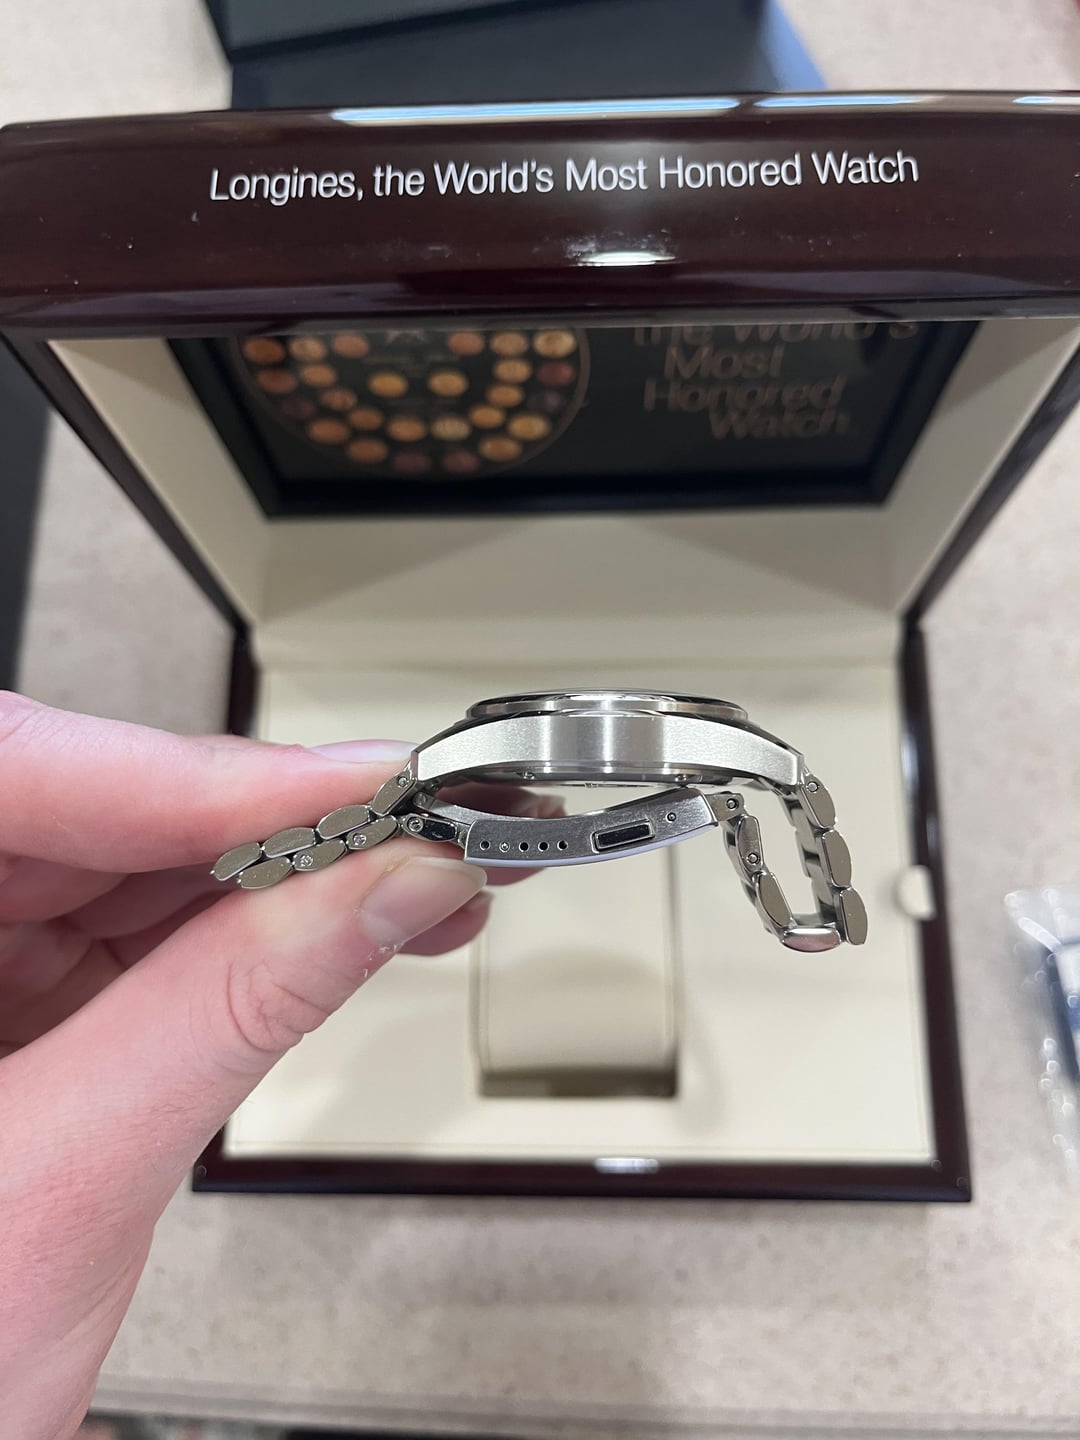 Longines, the World's Most Honored Watch
the World's
Most
Honored
Watch